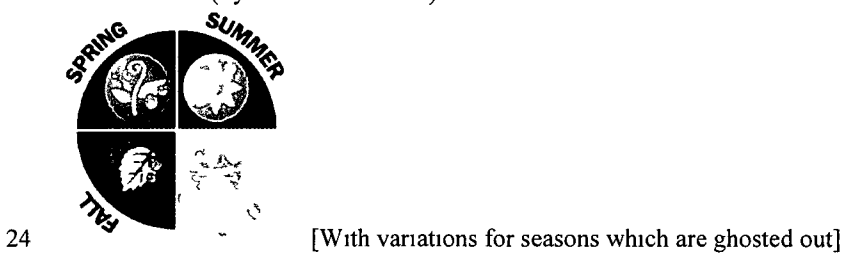 SPRING
SUMMER
FALL
24 [With variations for seasons which are ghosted out]